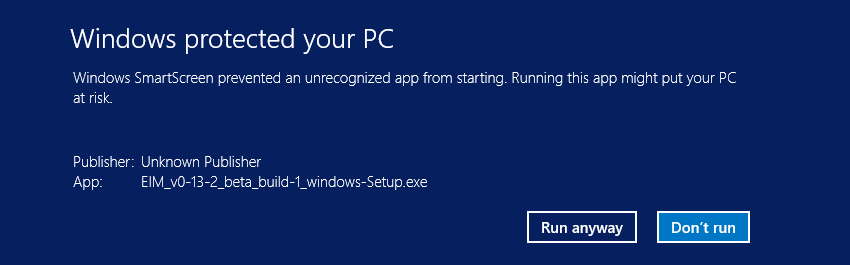 Windows protected your PC
Windows SmartScreen prevented an unrecognized app from starting. Running this app might put your PC
at risk.
Publisher: Unknown Publisher
App: EIM_v0-13-2_beta_build-1_windows-Setup.exe
Run anyway
Don't run